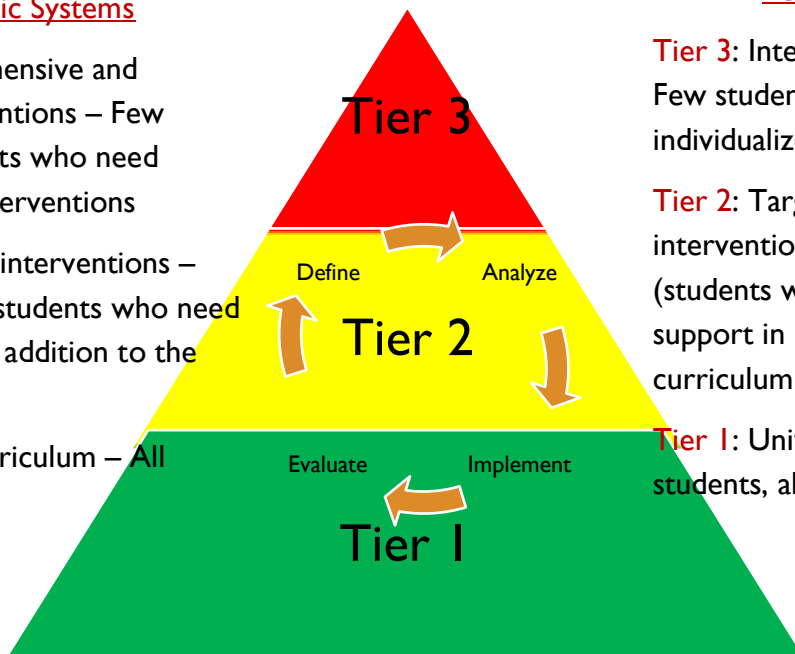 ic Systems
ensive and
ntions – Few
ts who need
erventions
interventions –
students who need
addition to the
riculum – All
Tier 3
Define
Analyze
Tier 2
Evaluate
Implement
Tier 1
Tier 3: Inte
Few studen
individualiz
Tier 2: Targ
interventio
(students w
support in
curriculum
Tier 1: Uni
students, al